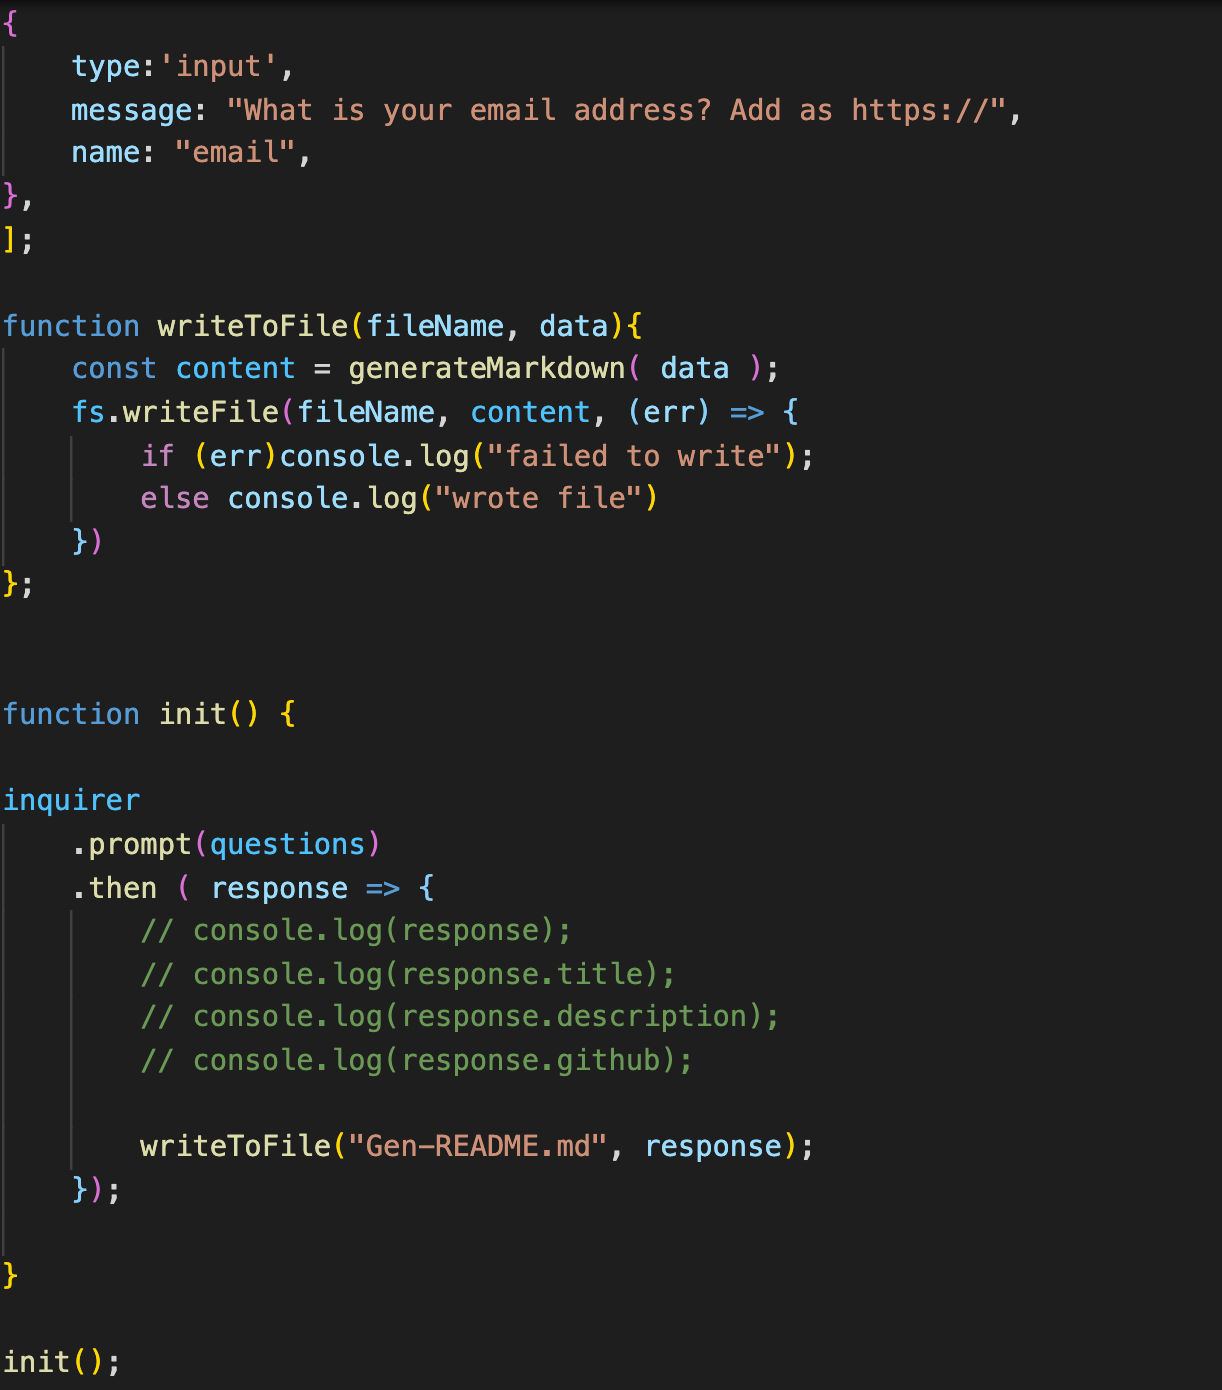 {
    type:'input',
    message: "What is your email address? Add as https://",
    name: "email",
},
];

function writeToFile(fileName, data){
    const content = generateMarkdown( data );
    fs.writeFile(fileName, content, (err) => {
        if (err)console.log("failed to write");
        else console.log("wrote file")
    })
};


function init() {

inquirer
    .prompt(questions)
    .then ( response => {
        // console.log(response);
        // console.log(response.title);
        // console.log(response.description);
        // console.log(response.github);

        writeToFile("Gen-README.md", response);
    });

}

init();